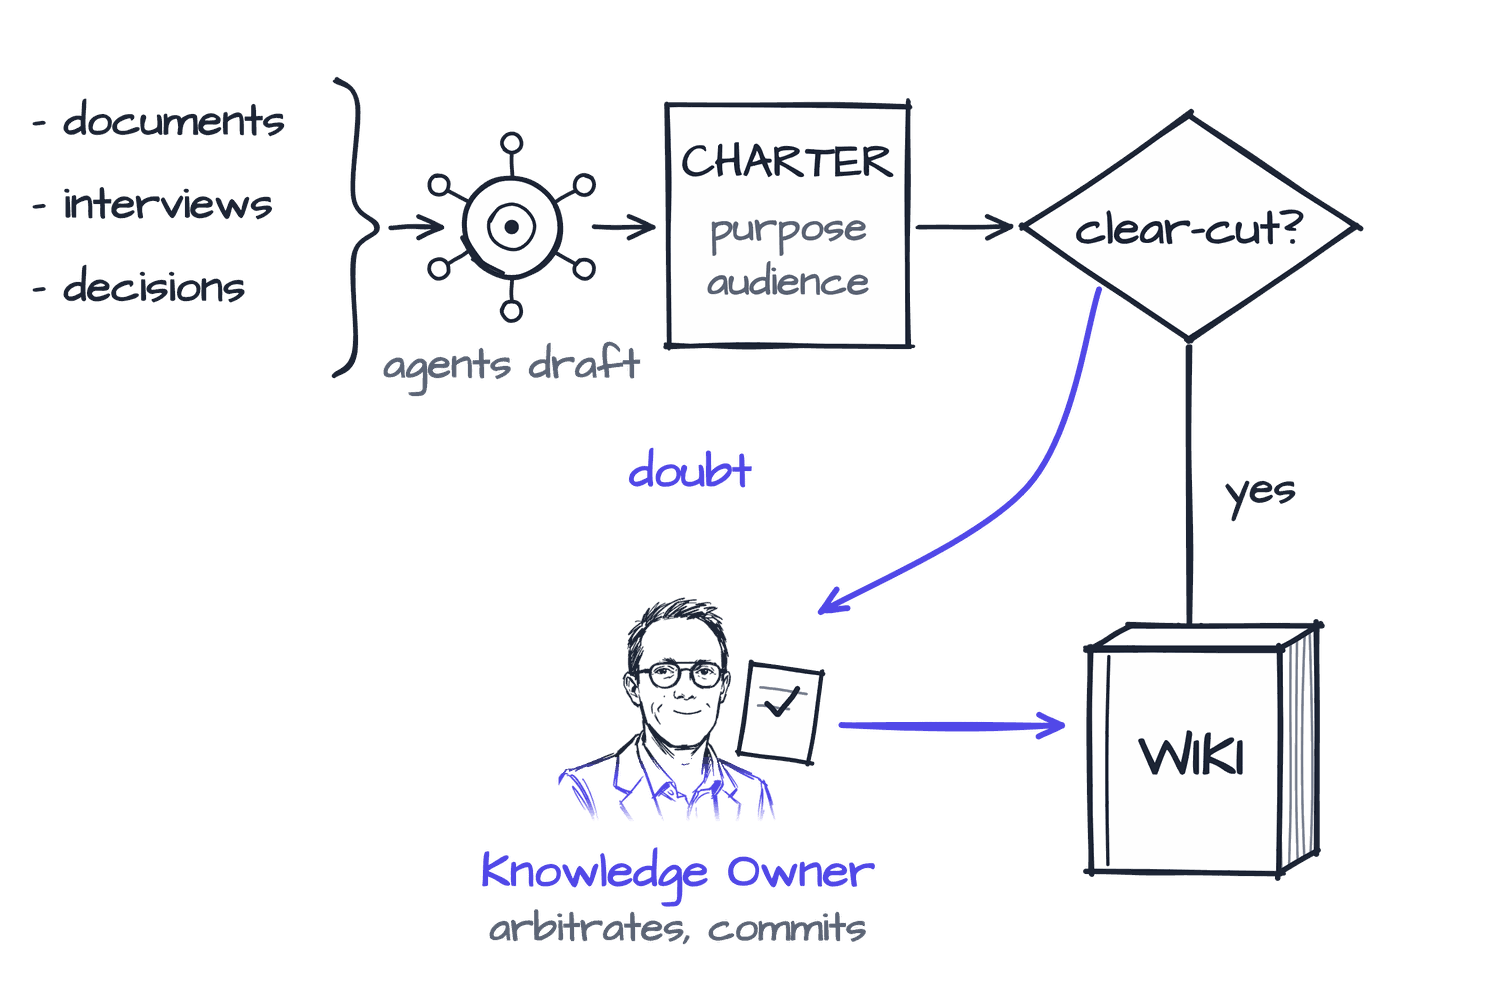 - documents
- interviews
- decisions
agents draft
CHARTER
purpose
audience
clear-cut?
doubt
yes
WIKI
Knowledge Owner
arbitrates, commits